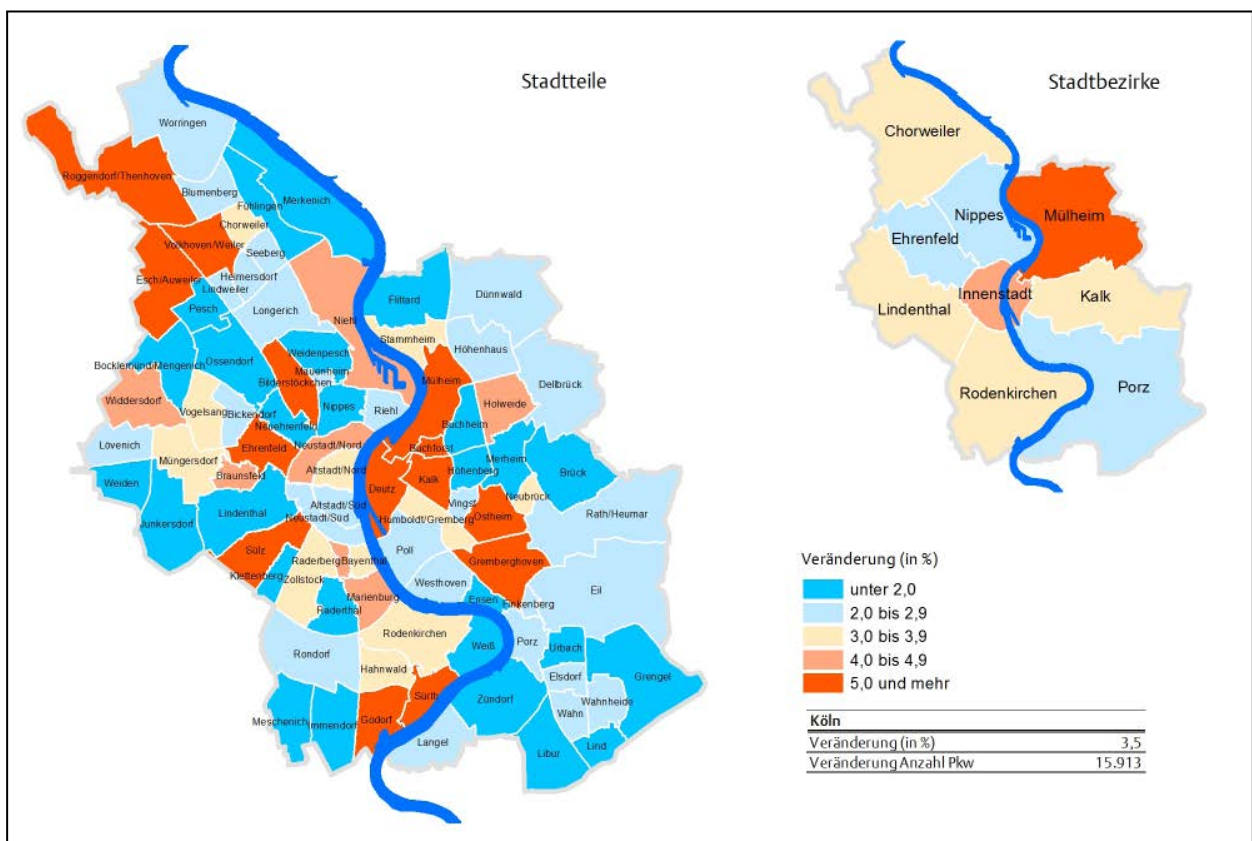 Stadtteile
Worringen
Roggendorf/Thenhoven
Blumenberg
Fühlingen
Merkenich
Chorweiler
Volkhoven/Weiler
Seeberg
Heimersdorf
Esch/Auweiler
Lindweiler
Pesch
Longerich
Niehl
Flittard
Dünnwald
Stammheim
Höhenhaus
Weidenpesch
Ossendorf
Bocklemünd/Mengenich
Mauenheim
Bilderstöckchen
Mülheim
Dellbrück
Widdersdorf
Vogelsang
Bickendorf
Nippes
Riehl
Holweide
Neuehrenfeld
Buchheim
Lövenich
Ehrenfeld
Neustadt/Nord
Buchforst
Müngersdorf
Altstadt/Nord
Merheim
Höhenberg
Brück
Weiden
Braunsfeld
Deutz
Kalk
Neubrück
Altstadt/Süd
Vingst
Junkersdorf
Lindenthal
Neustadt/Süd
Humboldt/Gremberg
Ostheim
Rath/Heumar
Sülz
Poll
Raderberg
Bayenthal
Gremberghoven
Klettenberg
Zollstock
Westhoven
Eil
Marienburg
Raderthal
Ensen
Finkenberg
Rodenkirchen
Weiß
Porz
Urbach
Rondorf
Hahnwald
Elsdorf
Grengel
Sürth
Zündorf
Wahnheide
Meschenich
Immendorf
Godorf
Wahn
Langel
Libur
Lind
Stadtbezirke
Chorweiler
Nippes
Mülheim
Ehrenfeld
Innenstadt
Kalk
Lindenthal
Rodenkirchen
Porz
Veränderung (in %)
unter 2,0
2,0 bis 2,9
3,0 bis 3,9
4,0 bis 4,9
5,0 und mehr
Köln
Veränderung (in %) 3,5
Veränderung Anzahl Pkw 15.913